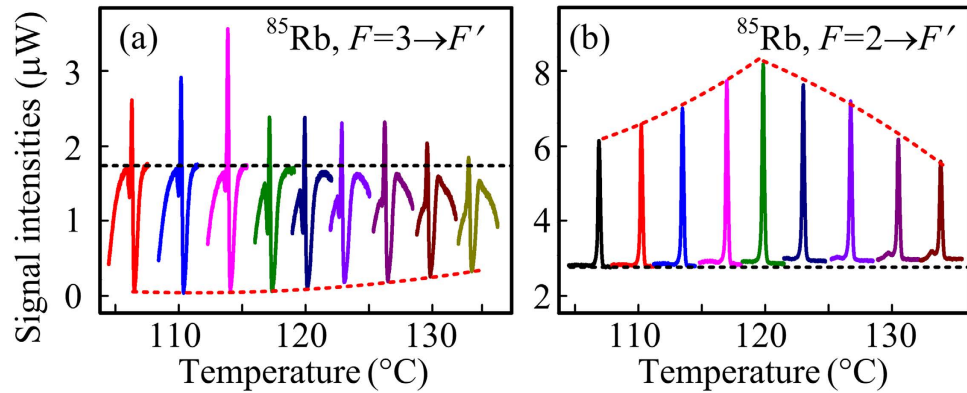 Signal intensities (μW)
(a) ⁸⁵Rb, F=3→F′
3
2
1
0
110 120 130
Temperature (°C)
(b) ⁸⁵Rb, F=2→F′
8
6
4
2
110 120 130
Temperature (°C)